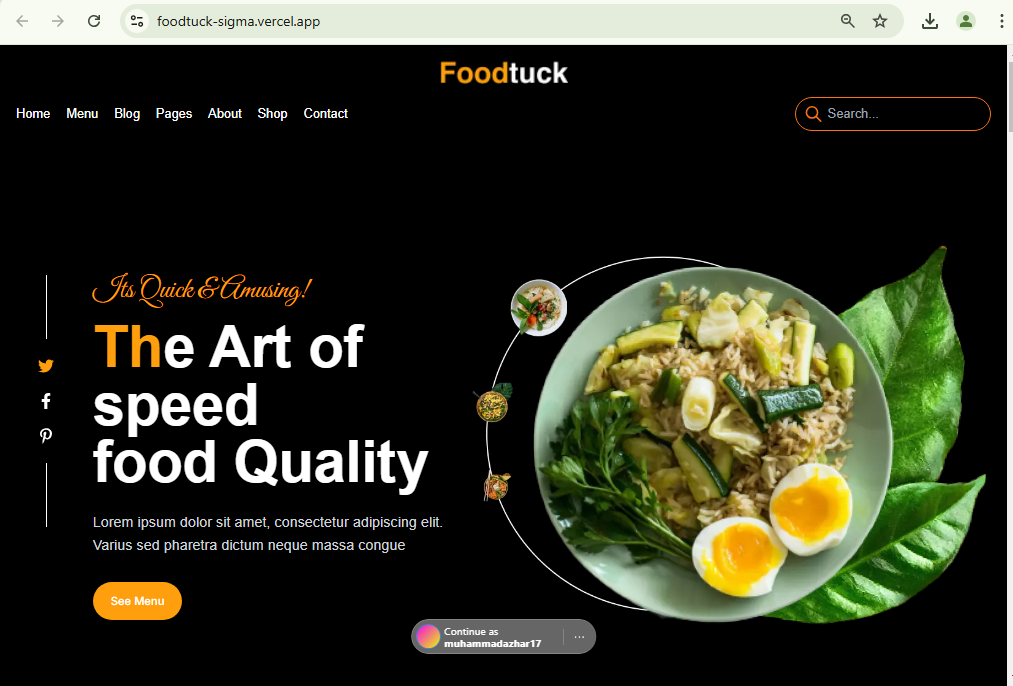 foodtuck-sigma.vercel.app
Foodtuck
Home Menu Blog Pages About Shop Contact
Search...
Its Quick & Amusing!
The Art of
speed
food Quality
Lorem ipsum dolor sit amet, consectetur adipiscing elit.
Varius sed pharetra dictum neque massa congue
See Menu
Continue as
muhammadazhar17